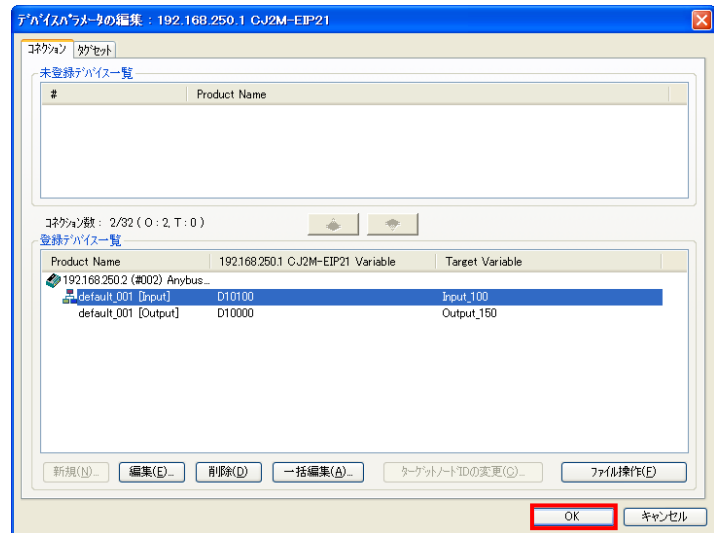 ﾃﾞﾊﾞｲｽﾊﾟﾗﾒｰﾀの編集 : 192.168.250.1 CJ2M-EIP21
ｺﾈｸｼｮﾝ ﾀｸﾞｾｯﾄ
未登録ﾃﾞﾊﾞｲｽ一覧
# Product Name
ｺﾈｸｼｮﾝ数 : 2/32 ( O : 2, T : 0 )
登録ﾃﾞﾊﾞｲｽ一覧
Product Name 192.168.250.1 CJ2M-EIP21 Variable Target Variable
192.168.250.2 (#002) Anybus...
default_001 [Input] D10100 Input_100
default_001 [Output] D10000 Output_150
新規(N)... 編集(E)... 削除(D) 一括編集(A)... ﾀｰｹﾞｯﾄﾉｰﾄﾞIDの変更(C)... ﾌｧｲﾙ操作(F)
OK ｷｬﾝｾﾙ